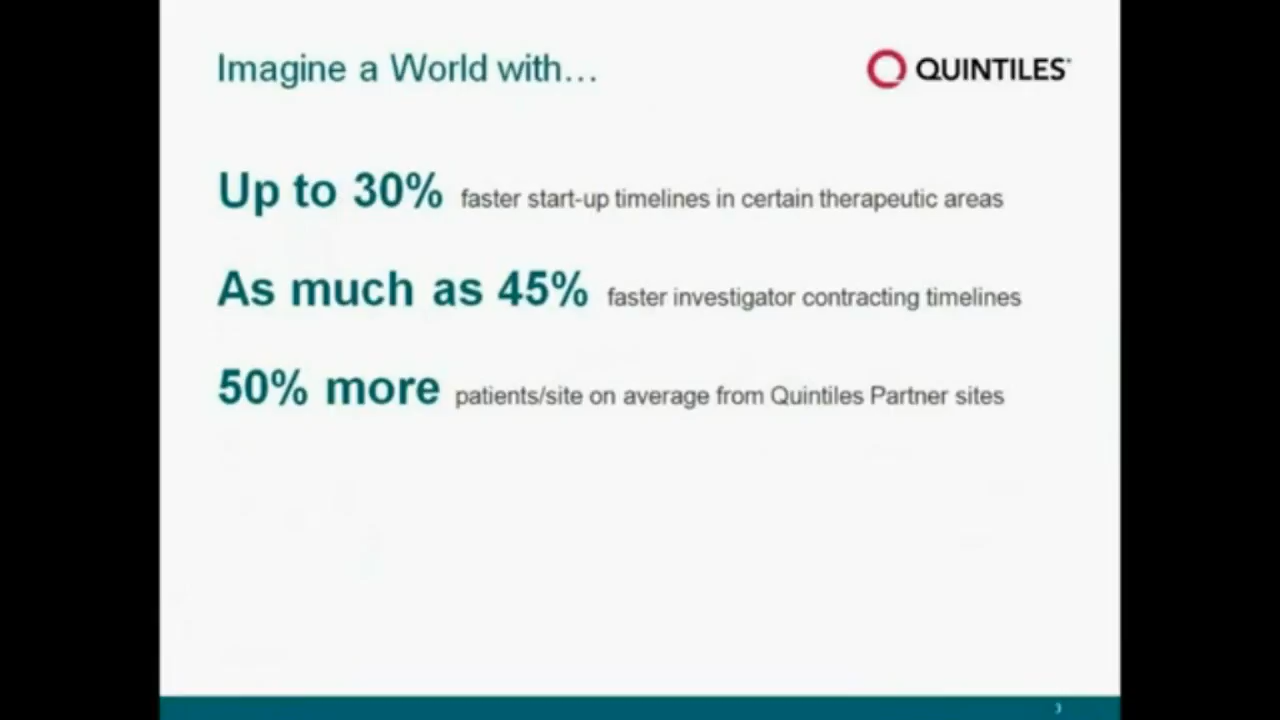 Imagine a World with...
QUINTILES
Up to 30% faster start-up timelines in certain therapeutic areas
As much as 45% faster investigator contracting timelines
50% more patients/site on average from Quintiles Partner sites
3